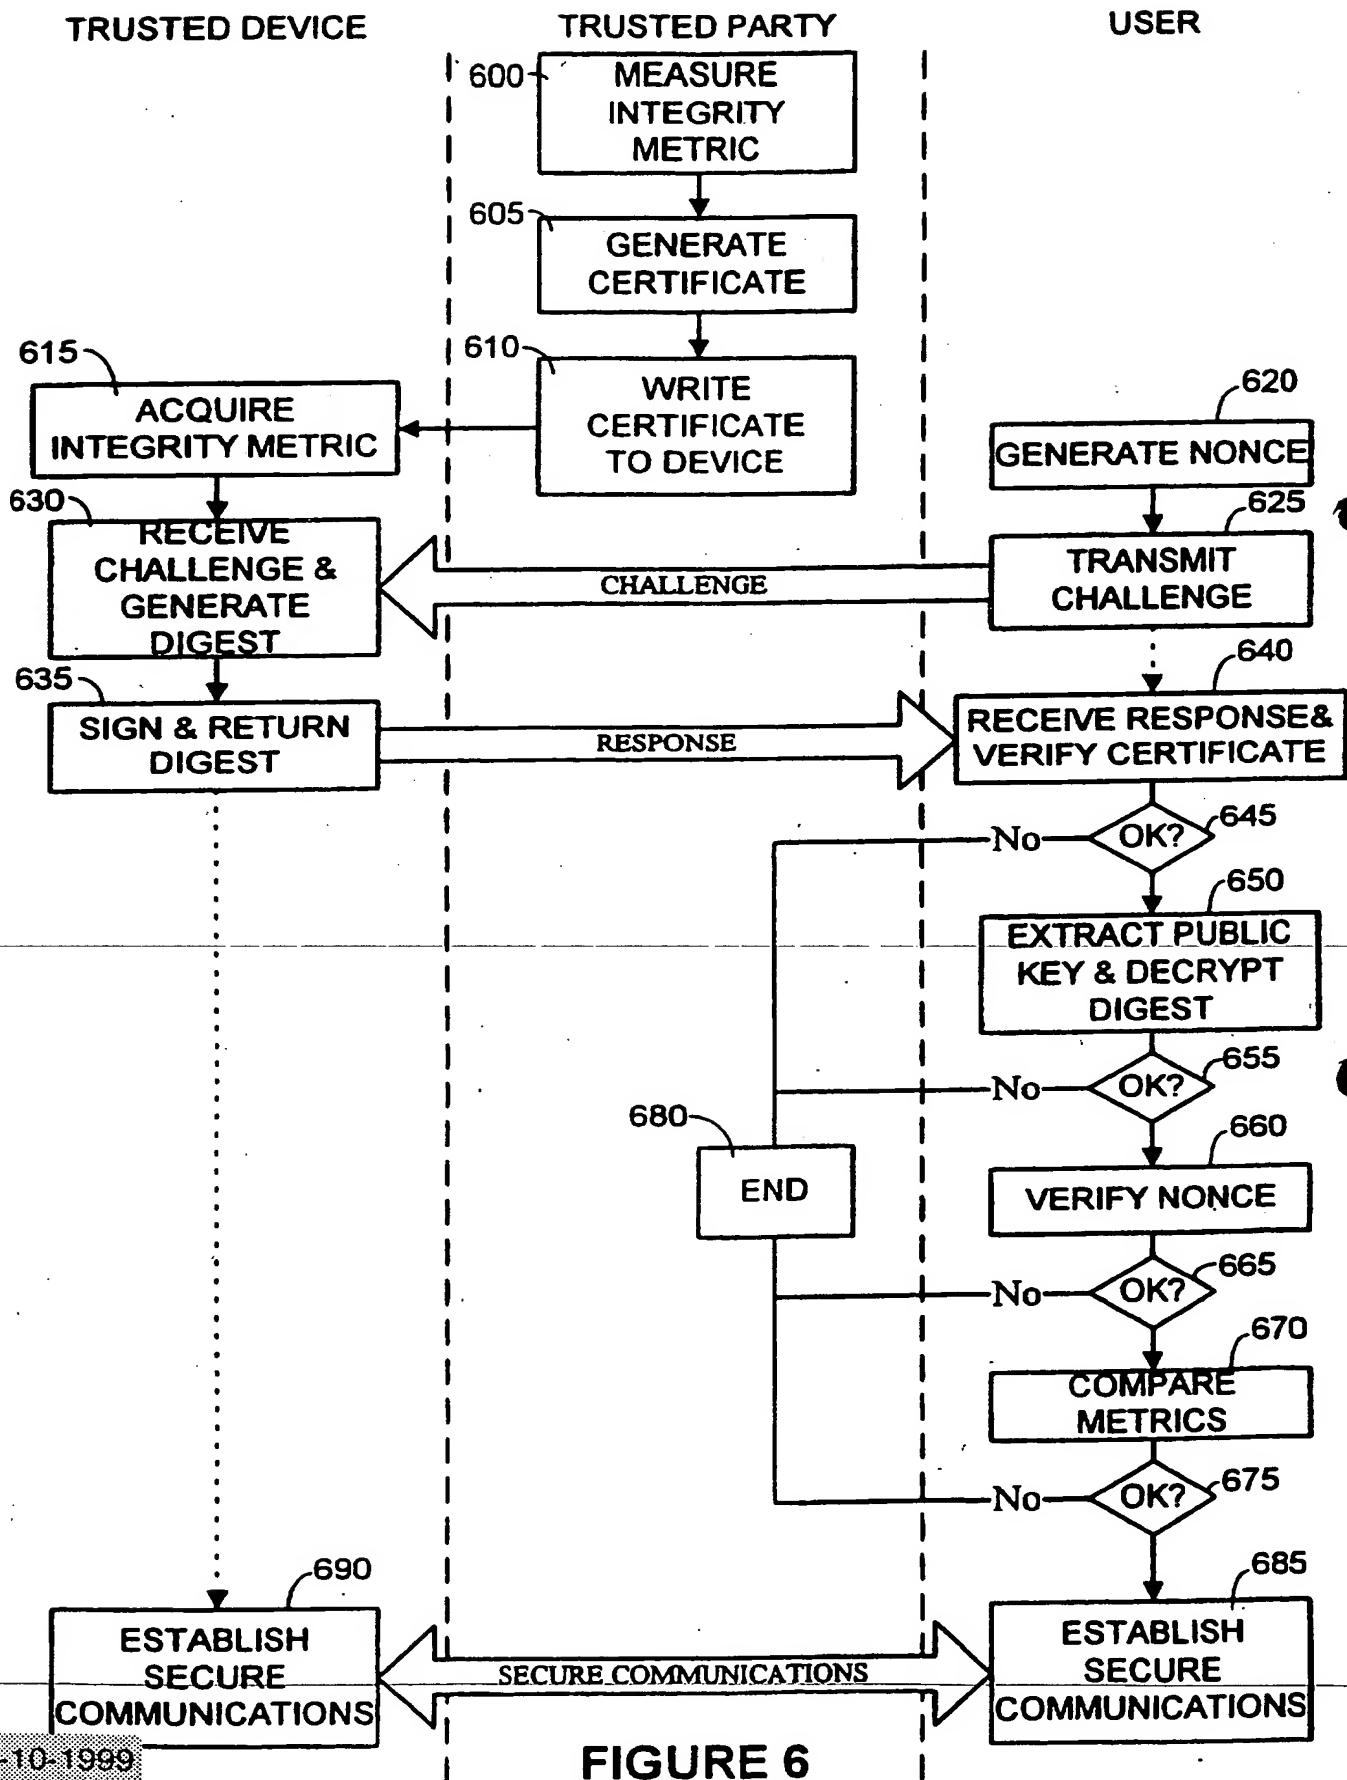 TRUSTED DEVICE
TRUSTED PARTY
USER
600
MEASURE
INTEGRITY
METRIC
605
GENERATE
CERTIFICATE
610
WRITE
CERTIFICATE
TO DEVICE
615
ACQUIRE
INTEGRITY METRIC
620
GENERATE NONCE
625
TRANSMIT
CHALLENGE
CHALLENGE
630
RECEIVE
CHALLENGE &
GENERATE
DIGEST
635
SIGN & RETURN
DIGEST
RESPONSE
640
RECEIVE RESPONSE&
VERIFY CERTIFICATE
645
OK?
No
650
EXTRACT PUBLIC
KEY & DECRYPT
DIGEST
655
OK?
No
680
END
660
VERIFY NONCE
665
OK?
No
670
COMPARE
METRICS
675
OK?
No
690
ESTABLISH
SECURE
COMMUNICATIONS
SECURE COMMUNICATIONS
685
ESTABLISH
SECURE
COMMUNICATIONS
-10-1999
FIGURE 6